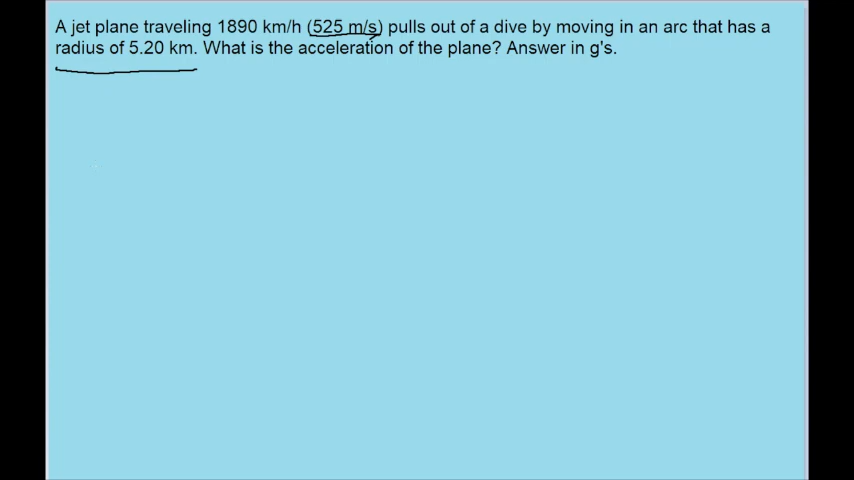 A jet plane traveling 1890 km/h (525 m/s) pulls out of a dive by moving in an arc that has a
radius of 5.20 km. What is the acceleration of the plane? Answer in g's.